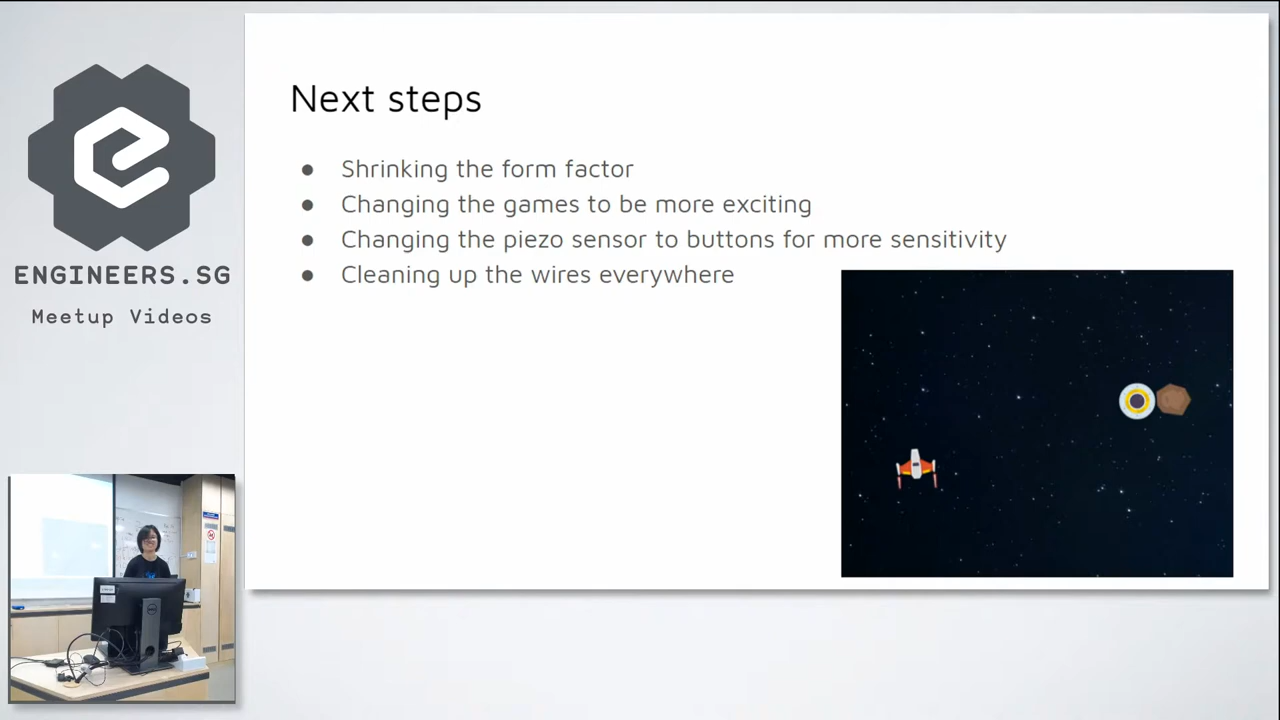 ENGINEERS.SG
Meetup Videos
Next steps
● Shrinking the form factor
● Changing the games to be more exciting
● Changing the piezo sensor to buttons for more sensitivity
● Cleaning up the wires everywhere